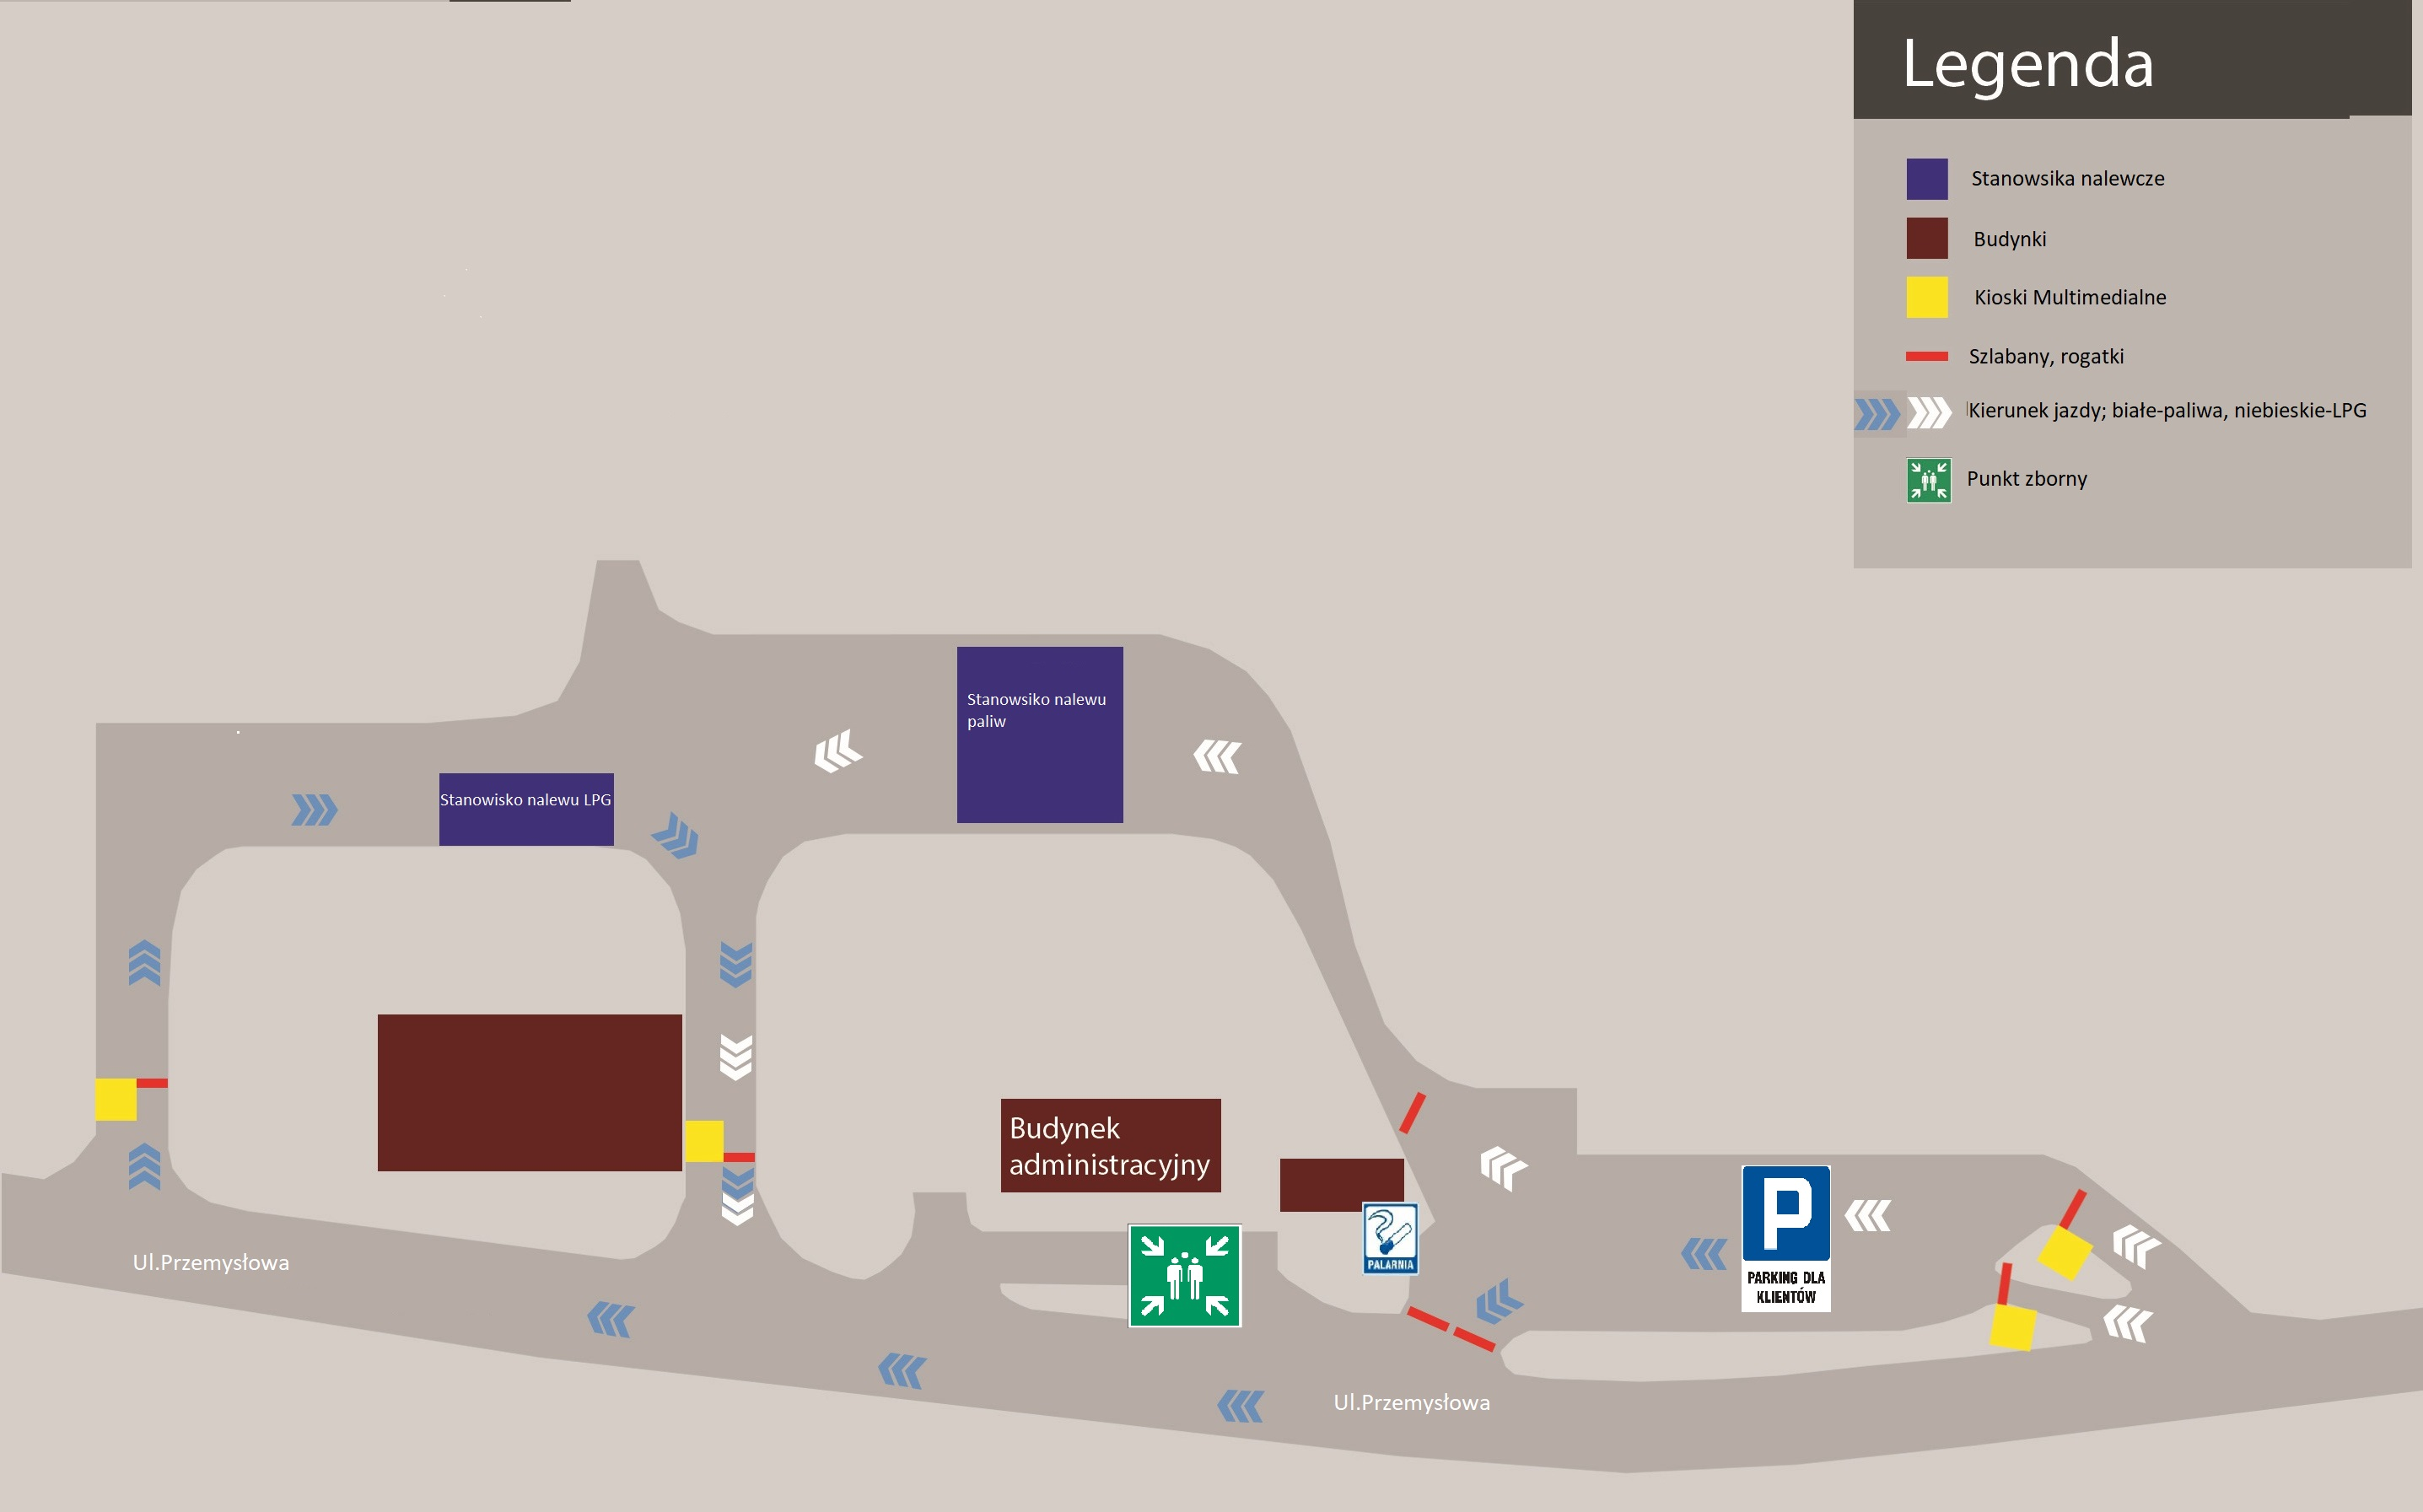 Legenda
Stanowsika nalewcze
Budynki
Kioski Multimedialne
Szlabany, rogatki
Kierunek jazdy; białe-paliwa, niebieskie-LPG
Punkt zborny
Stanowsiko nalewu
paliw
Stanowisko nalewu LPG
Budynek
administracyjny
P
PARKING DLA
KLIENTÓW
PALARNIA
Ul.Przemysłowa
Ul.Przemysłowa